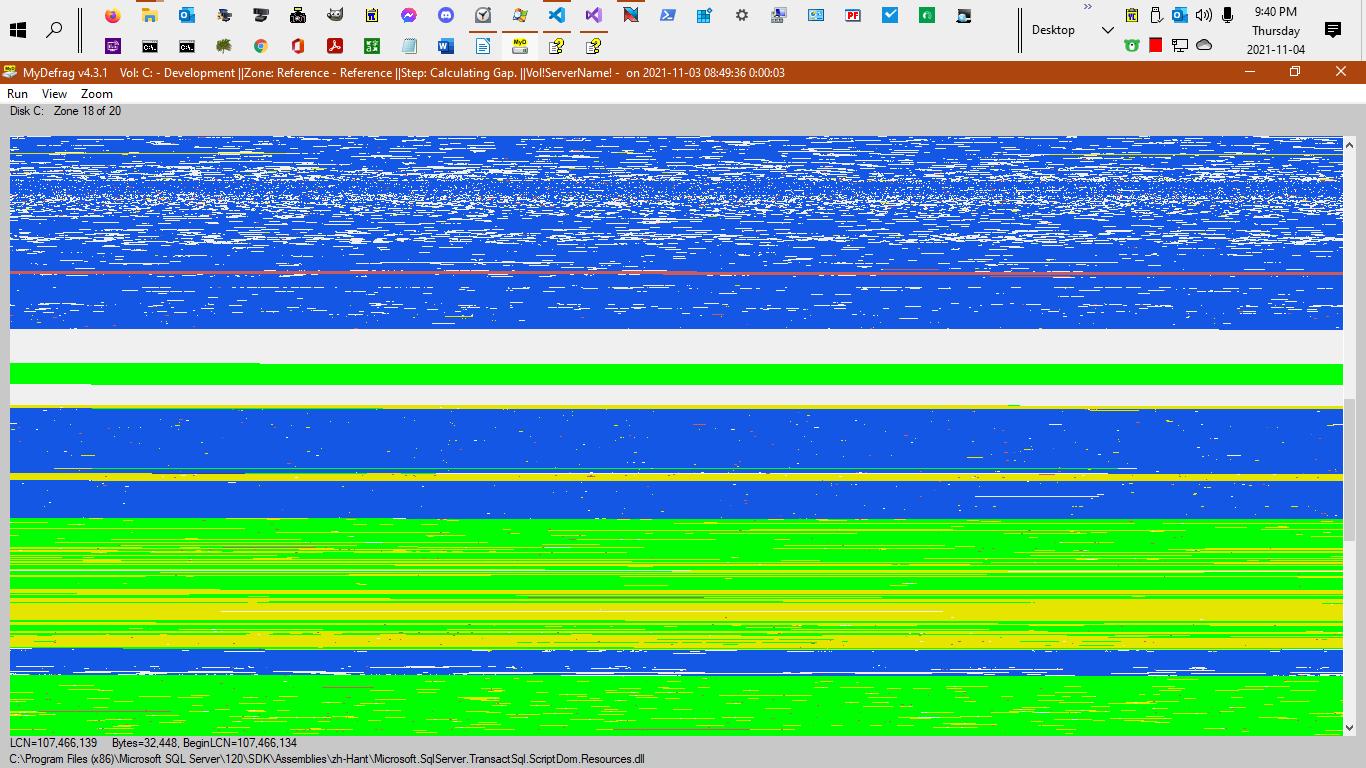 Desktop
9:40 PM
Thursday
2021-11-04
MyDefrag v4.3.1 Vol: C: - Development ||Zone: Reference - Reference ||Step: Calculating Gap. ||Vol!ServerName! - on 2021-11-03 08:49:36 0:00:03
Run View Zoom
Disk C: Zone 18 of 20
LCN=107,466,139 Bytes=32,448, BeginLCN=107,466,134
C:\Program Files (x86)\Microsoft SQL Server\120\SDK\Assemblies\zh-Hant\Microsoft.SqlServer.TransactSql.ScriptDom.Resources.dll